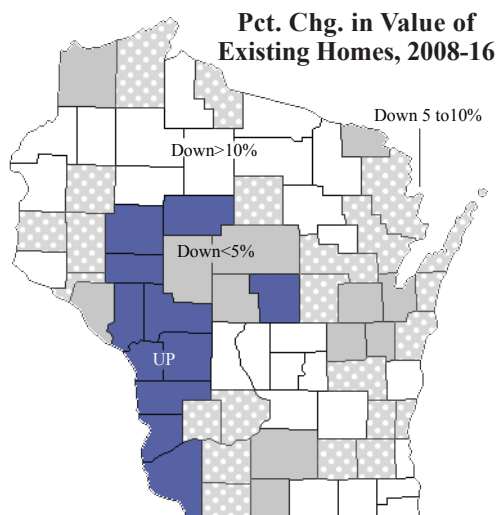 Pct. Chg. in Value of
Existing Homes, 2008-16
Down 5 to10%
Down>10%
Down<5%
UP